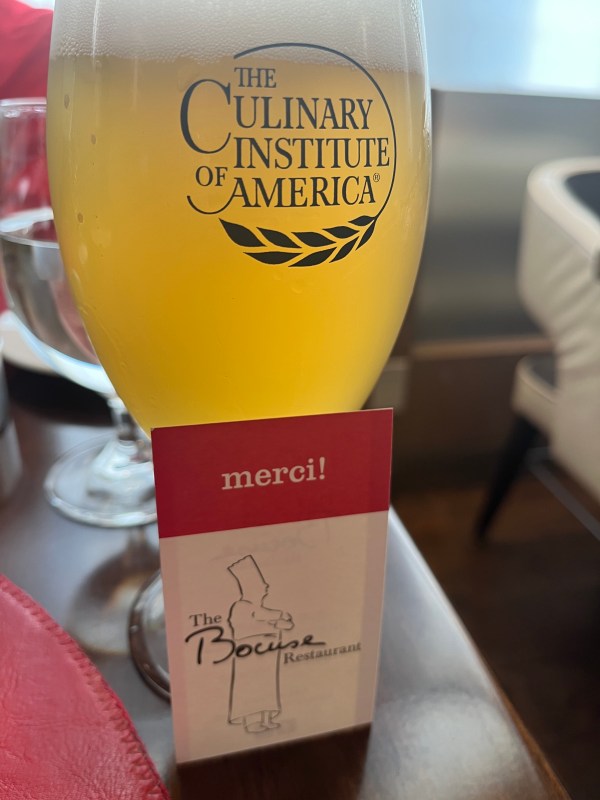 THE
CULINARY
INSTITUTE
OF AMERICA®
merci!
The
Bocuse
Restaurant